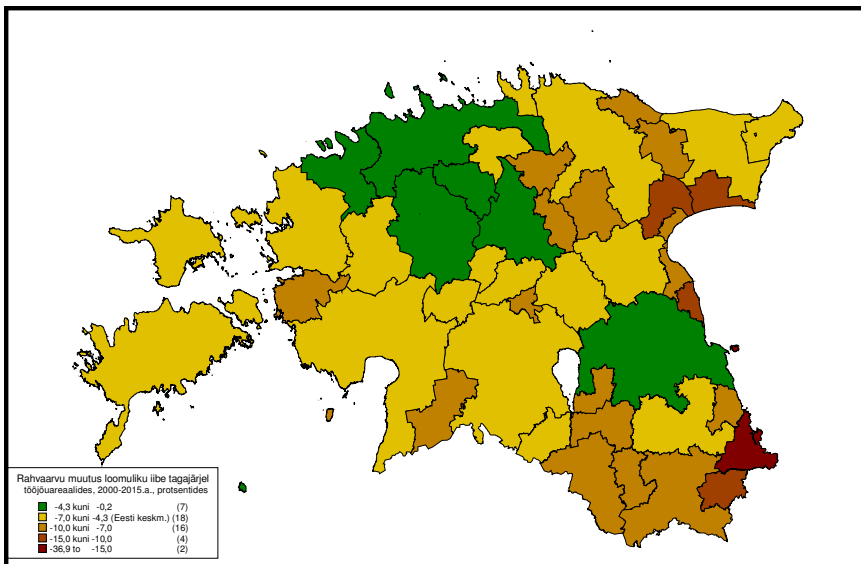 Rahvaarvu muutus loomuliku iibe tagajärjel
tööjõuareaalides, 2000-2015.a., protsentides
-4,3 kuni -0,2 (7)
-7,0 kuni -4,3 (Eesti keskm.) (18)
-10,0 kuni -7,0 (16)
-15,0 kuni -10,0 (4)
-36,9 to -15,0 (2)